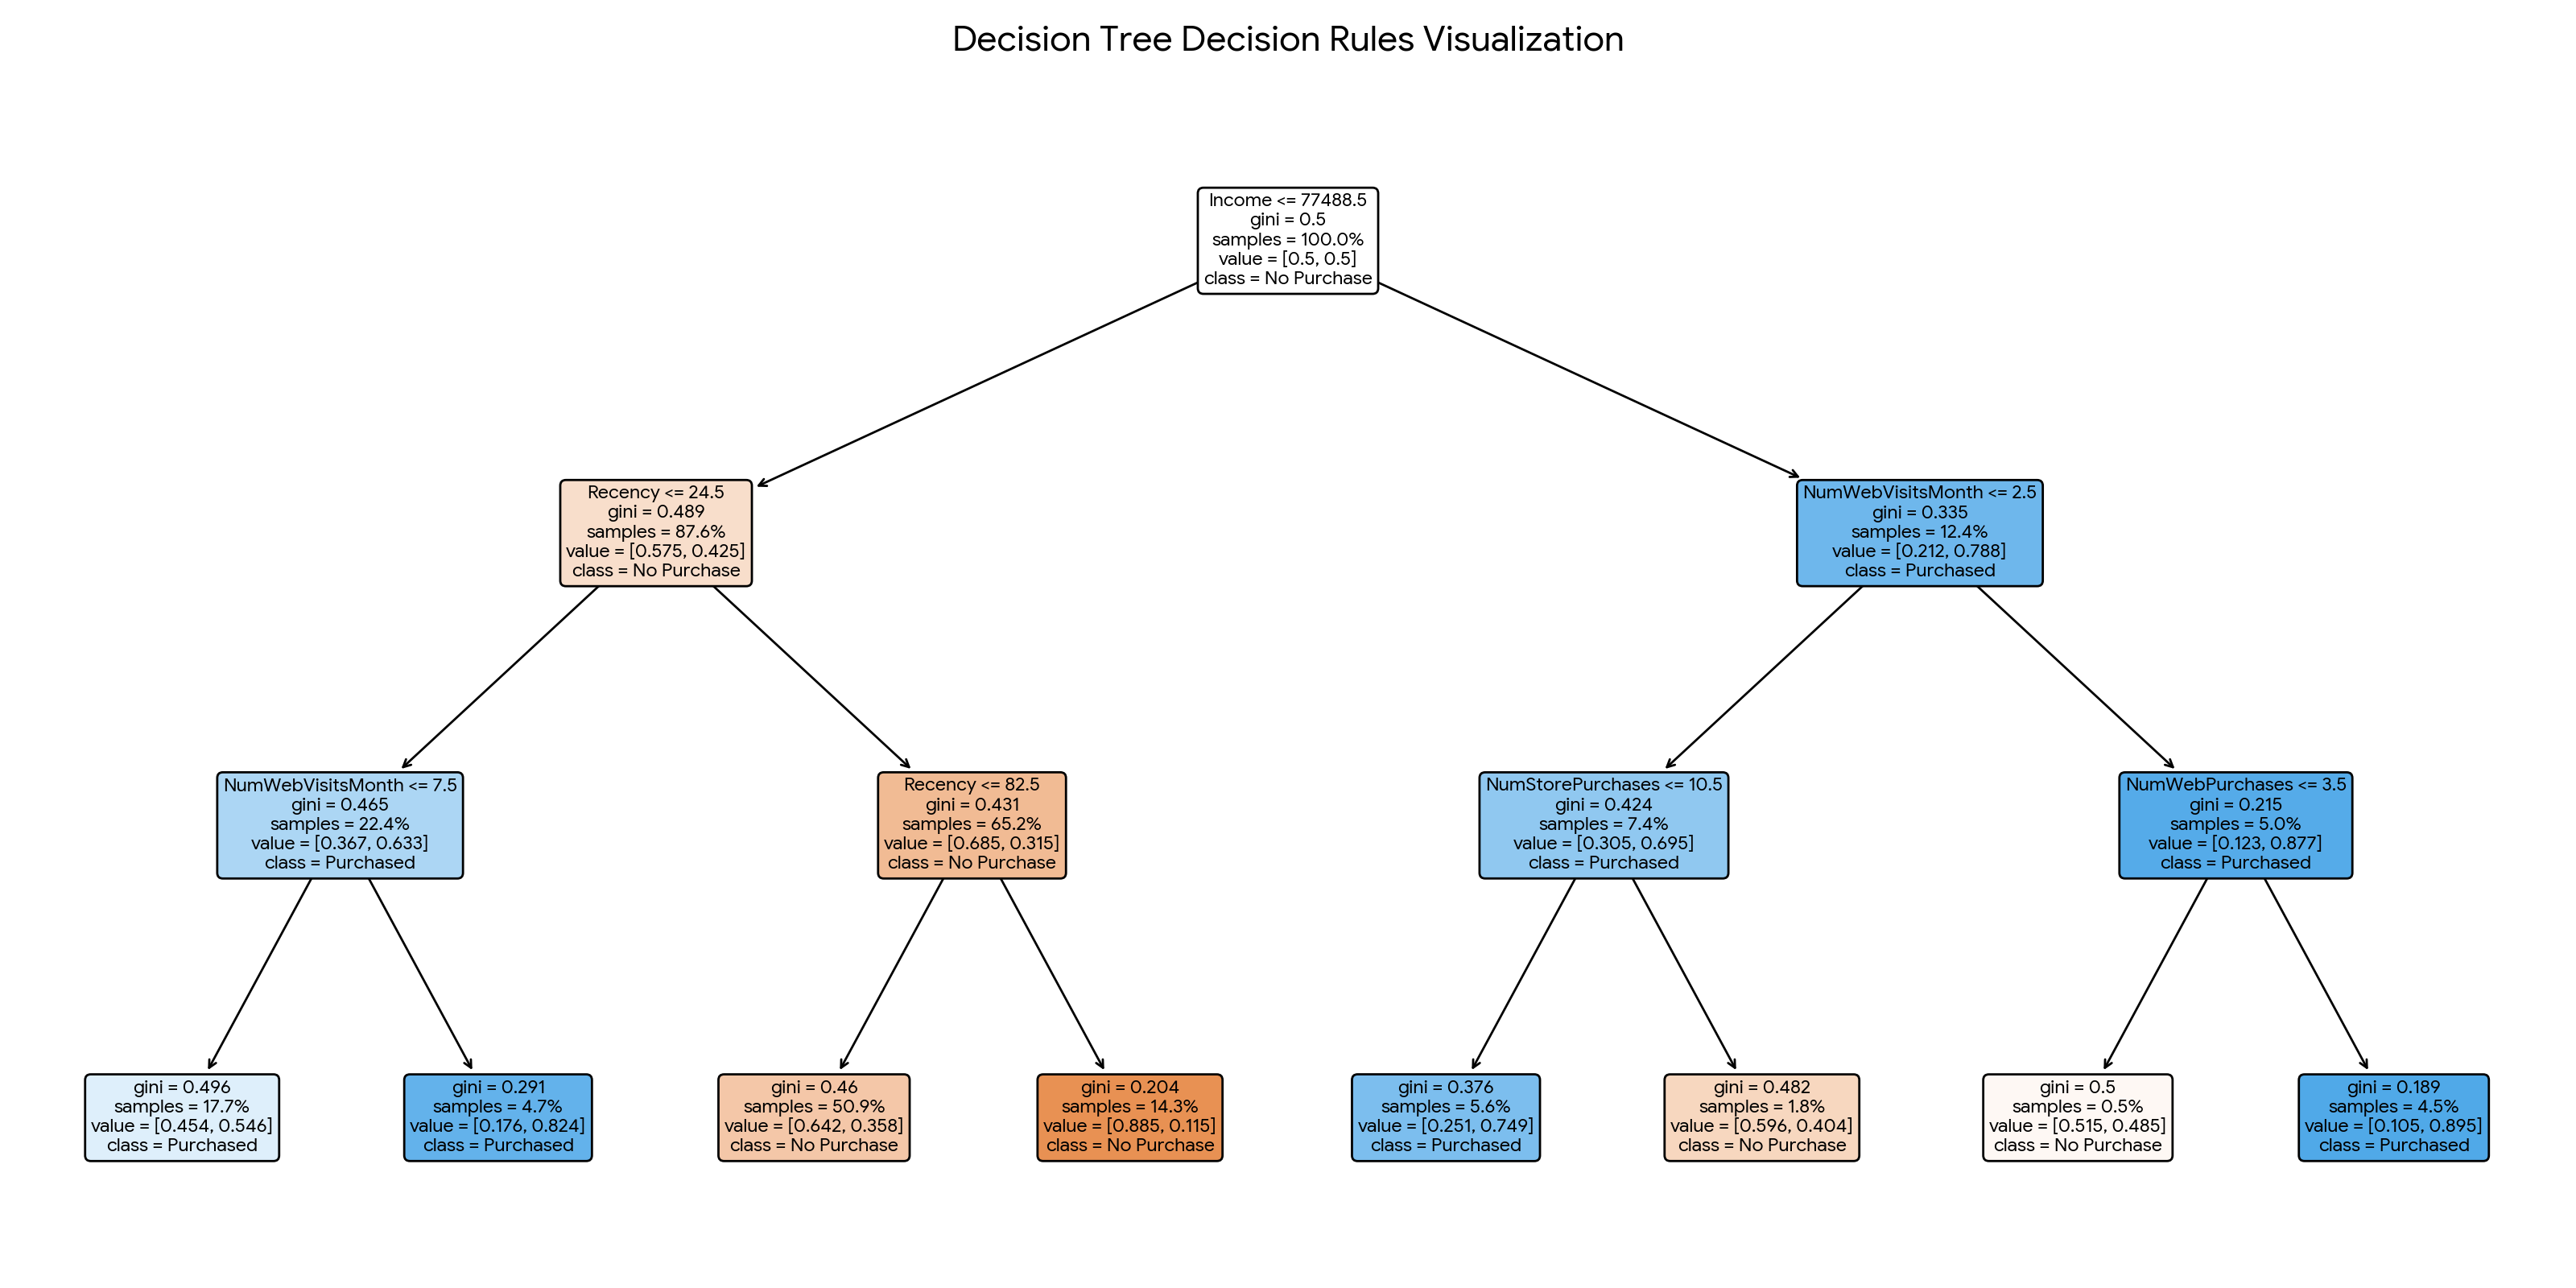 Decision Tree Decision Rules Visualization
Income <= 77488.5
gini = 0.5
samples = 100.0%
value = [0.5, 0.5]
class = No Purchase
Recency <= 24.5
gini = 0.489
samples = 87.6%
value = [0.575, 0.425]
class = No Purchase
NumWebVisitsMonth <= 2.5
gini = 0.335
samples = 12.4%
value = [0.212, 0.788]
class = Purchased
NumWebVisitsMonth <= 7.5
gini = 0.465
samples = 22.4%
value = [0.367, 0.633]
class = Purchased
Recency <= 82.5
gini = 0.431
samples = 65.2%
value = [0.685, 0.315]
class = No Purchase
NumStorePurchases <= 10.5
gini = 0.424
samples = 7.4%
value = [0.305, 0.695]
class = Purchased
NumWebPurchases <= 3.5
gini = 0.215
samples = 5.0%
value = [0.123, 0.877]
class = Purchased
gini = 0.496
samples = 17.7%
value = [0.454, 0.546]
class = Purchased
gini = 0.291
samples = 4.7%
value = [0.176, 0.824]
class = Purchased
gini = 0.46
samples = 50.9%
value = [0.642, 0.358]
class = No Purchase
gini = 0.204
samples = 14.3%
value = [0.885, 0.115]
class = No Purchase
gini = 0.376
samples = 5.6%
value = [0.251, 0.749]
class = Purchased
gini = 0.482
samples = 1.8%
value = [0.596, 0.404]
class = No Purchase
gini = 0.5
samples = 0.5%
value = [0.515, 0.485]
class = No Purchase
gini = 0.189
samples = 4.5%
value = [0.105, 0.895]
class = Purchased